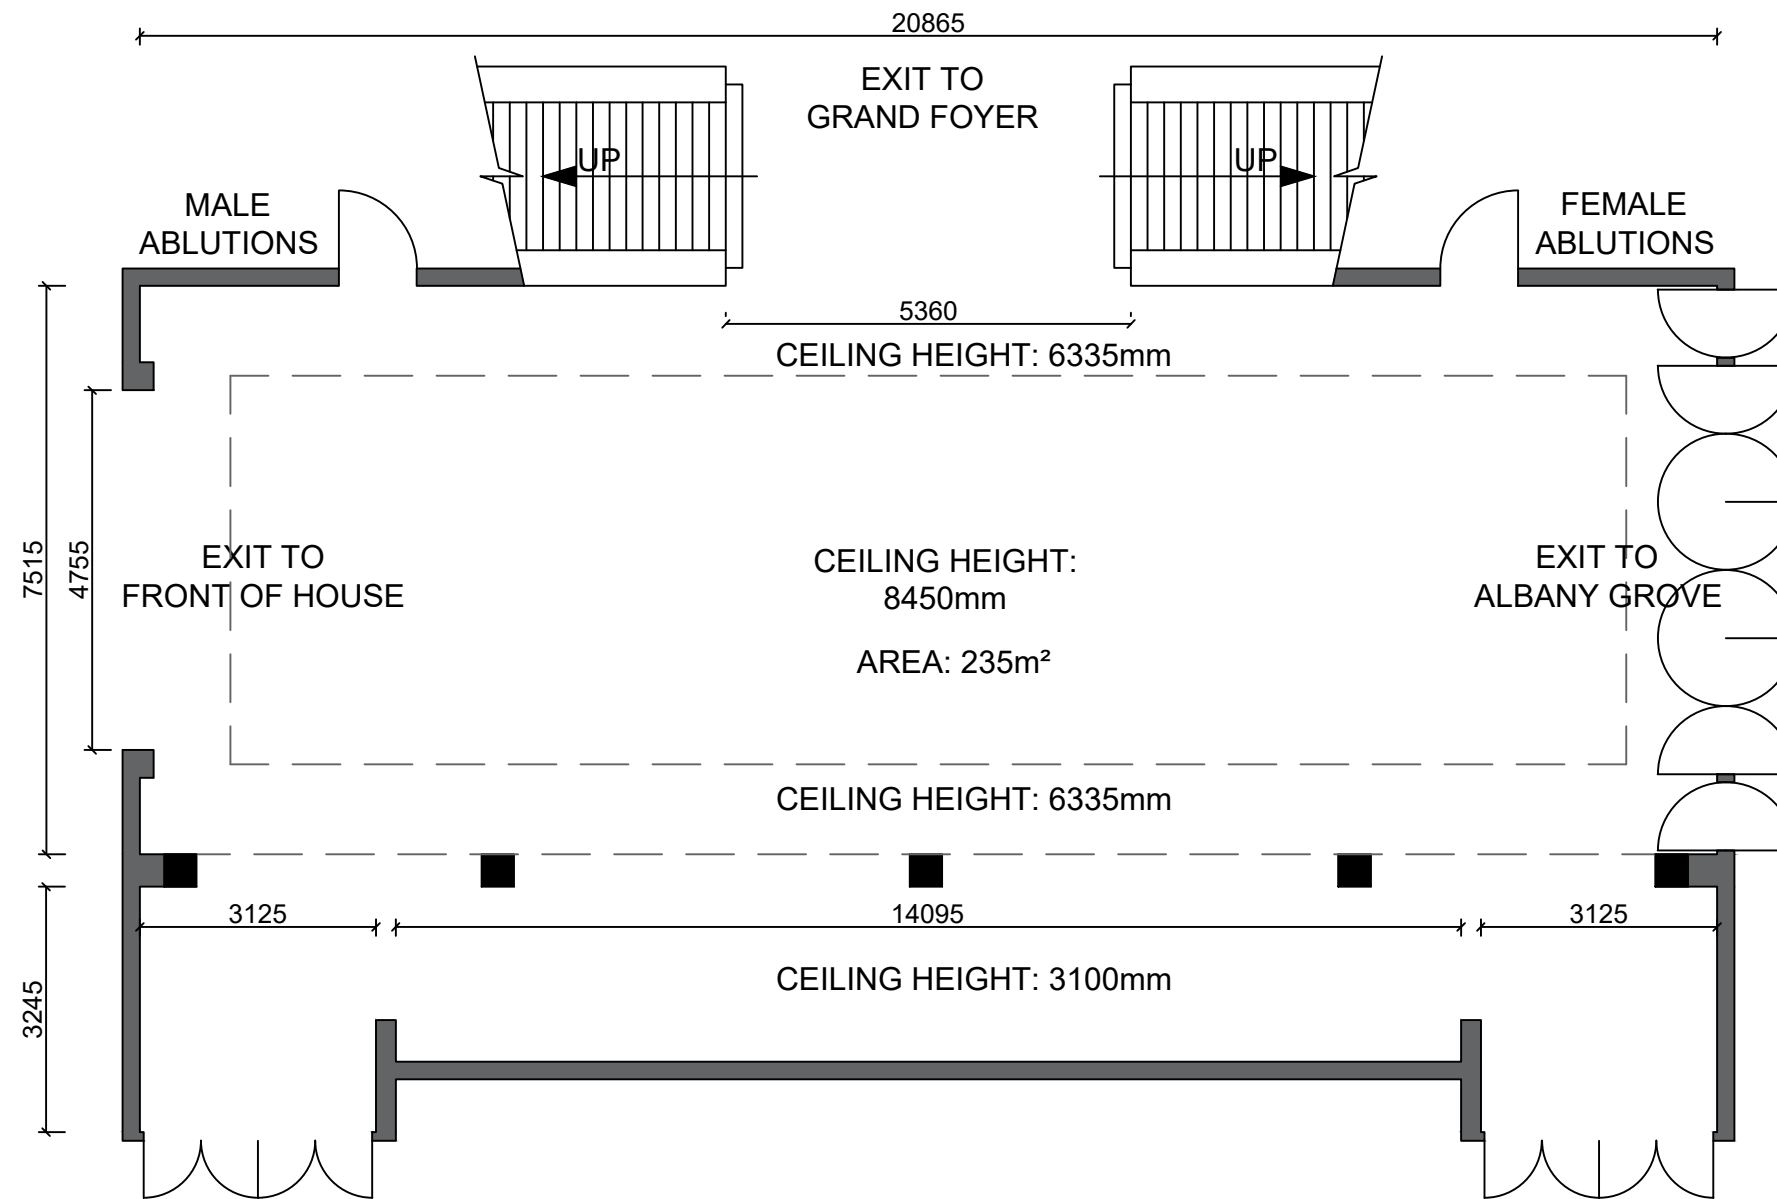 20865
EXIT TO
GRAND FOYER
UP
UP
MALE
ABLUTIONS
FEMALE
ABLUTIONS
5360
CEILING HEIGHT: 6335mm
7515
4755
EXIT TO
FRONT OF HOUSE
CEILING HEIGHT:
8450mm
AREA: 235m²
EXIT TO
ALBANY GROVE
CEILING HEIGHT: 6335mm
3125
14095
3125
CEILING HEIGHT: 3100mm
3245